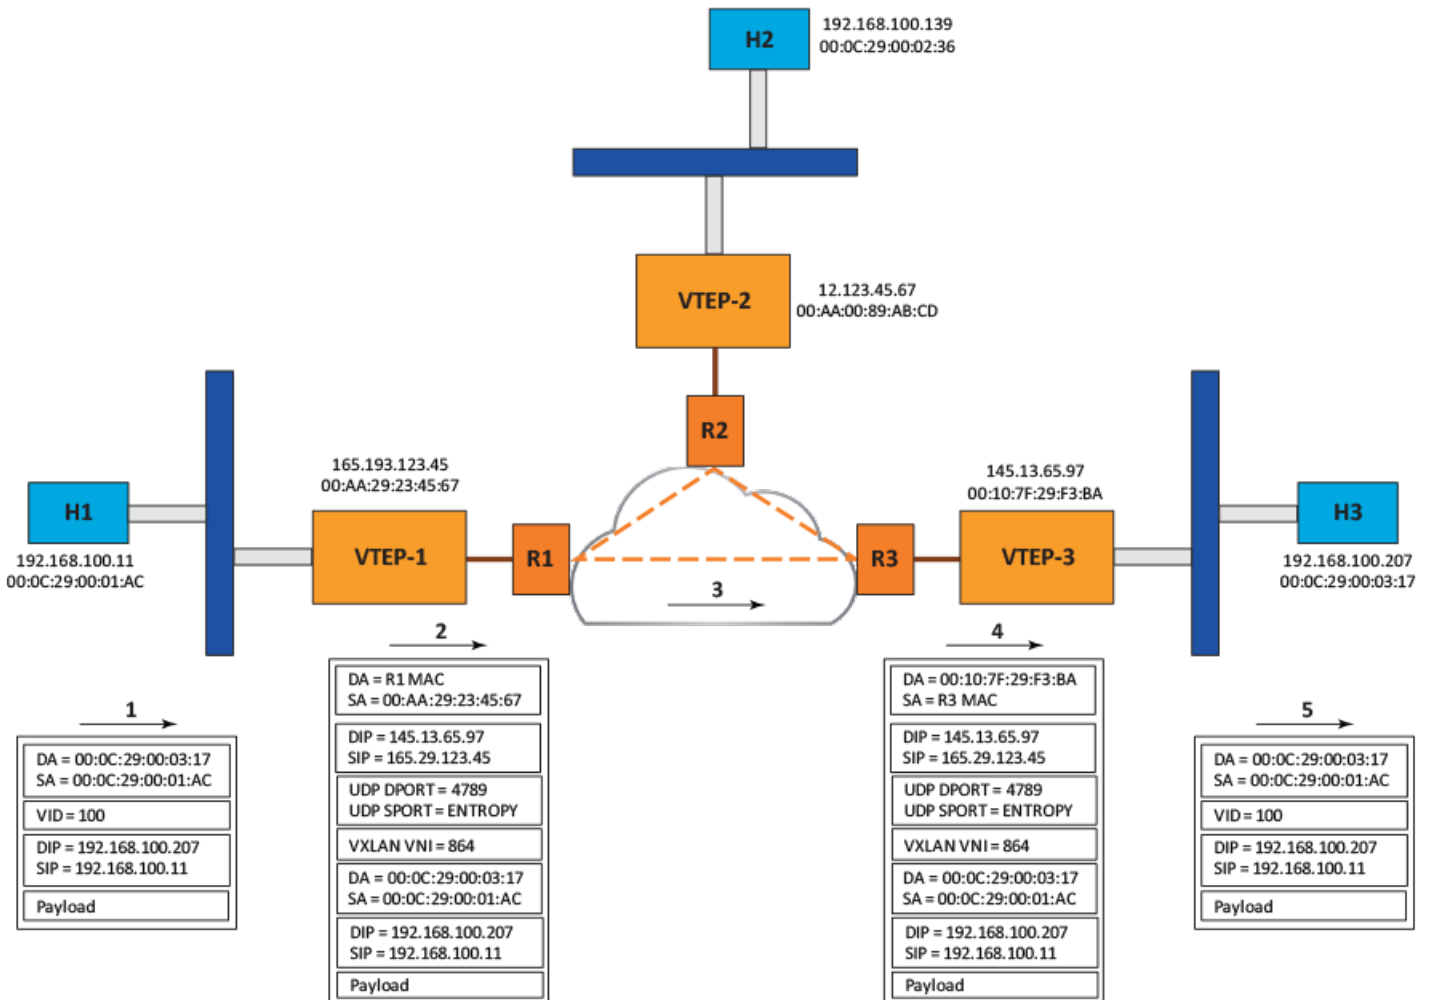 H2
192.168.100.139
00:0C:29:00:02:36
VTEP-2
12.123.45.67
00:AA:00:89:AB:CD
R2
165.193.123.45
00:AA:29:23:45:67
145.13.65.97
00:10:7F:29:F3:BA
H1
192.168.100.11
00:0C:29:00:01:AC
VTEP-1
R1
3
R3
VTEP-3
H3
192.168.100.207
00:0C:29:00:03:17
1
DA = 00:0C:29:00:03:17
SA = 00:0C:29:00:01:AC
VID = 100
DIP = 192.168.100.207
SIP = 192.168.100.11
Payload
2
DA = R1 MAC
SA = 00:AA:29:23:45:67
DIP = 145.13.65.97
SIP = 165.29.123.45
UDP DPORT = 4789
UDP SPORT = ENTROPY
VXLAN VNI = 864
DA = 00:0C:29:00:03:17
SA = 00:0C:29:00:01:AC
DIP = 192.168.100.207
SIP = 192.168.100.11
Payload
4
DA = 00:10:7F:29:F3:BA
SA = R3 MAC
DIP = 145.13.65.97
SIP = 165.29.123.45
UDP DPORT = 4789
UDP SPORT = ENTROPY
VXLAN VNI = 864
DA = 00:0C:29:00:03:17
SA = 00:0C:29:00:01:AC
DIP = 192.168.100.207
SIP = 192.168.100.11
Payload
5
DA = 00:0C:29:00:03:17
SA = 00:0C:29:00:01:AC
VID = 100
DIP = 192.168.100.207
SIP = 192.168.100.11
Payload